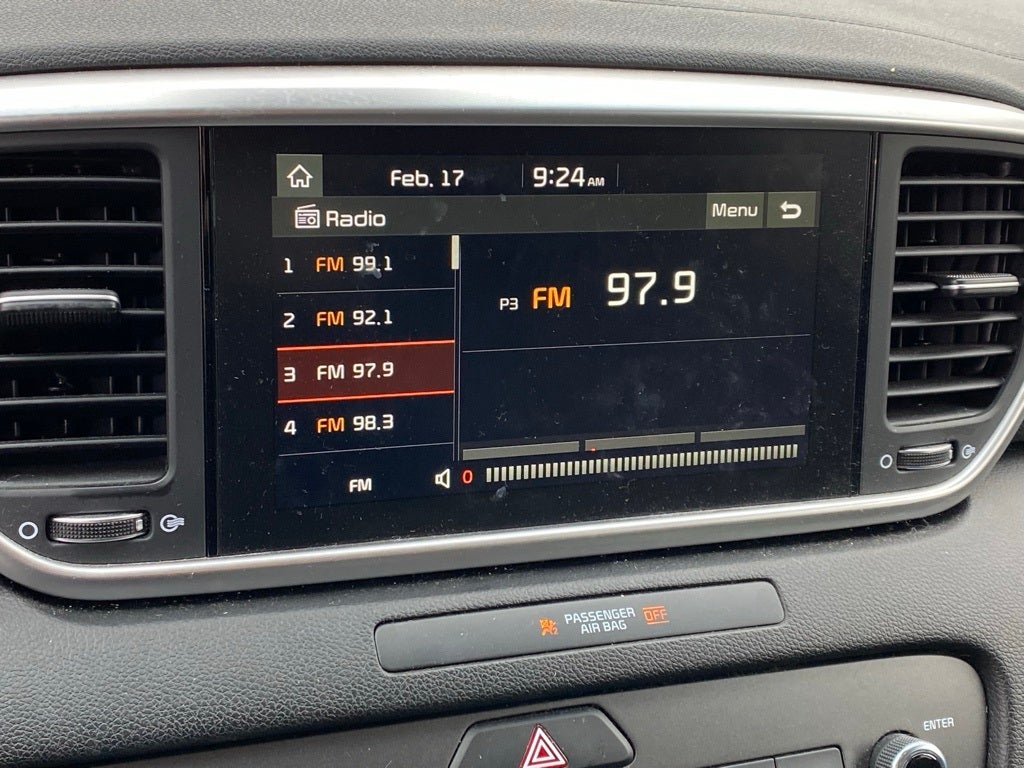 Feb. 17 9:24 AM
Radio Menu
1 FM 99.1
2 FM 92.1
3 FM 97.9
4 FM 98.3
P3 FM 97.9
FM 0
PASSENGER AIR BAG OFF
ENTER